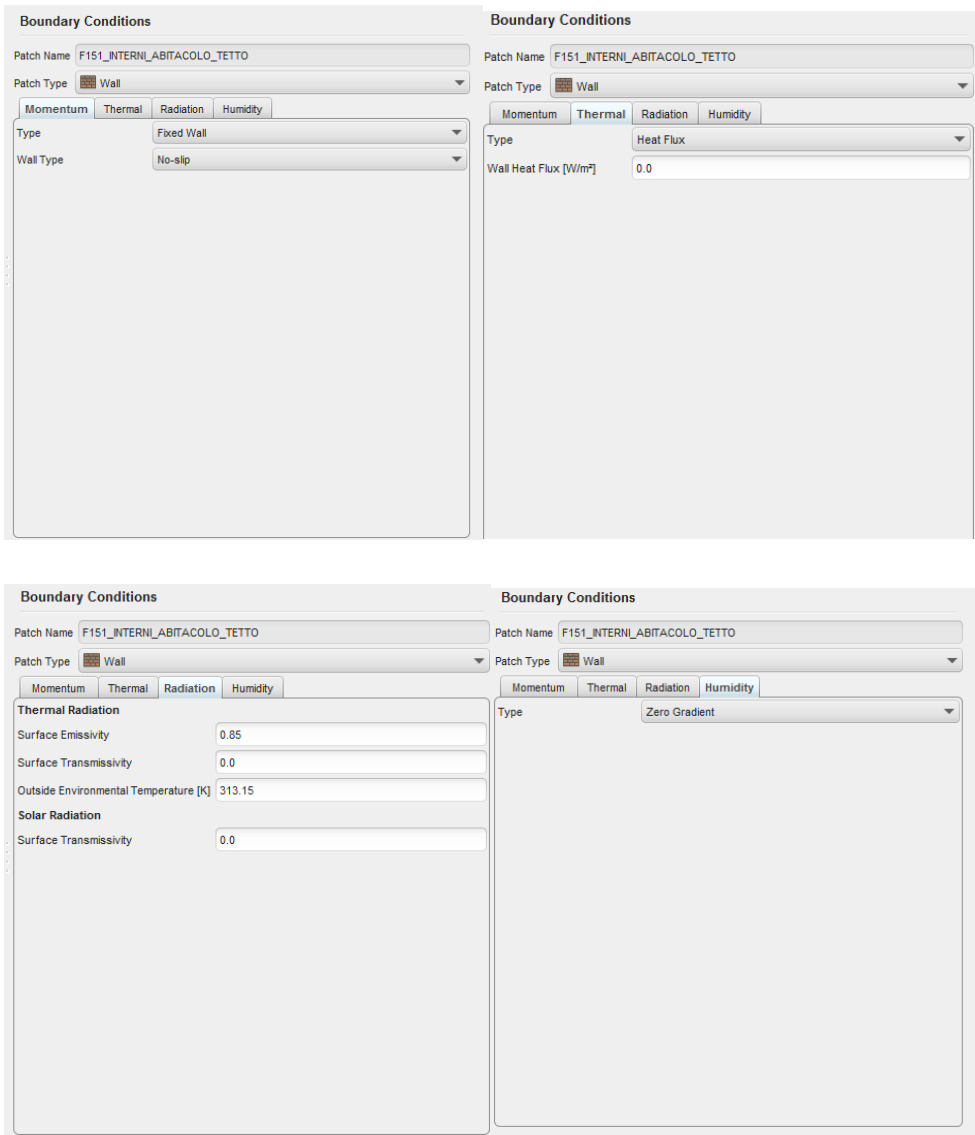 Boundary Conditions
Patch Name F151_INTERNI_ABITACOLO_TETTO
Patch Type Wall
Momentum Thermal Radiation Humidity
Type Fixed Wall
Wall Type No-slip
Boundary Conditions
Patch Name F151_INTERNI_ABITACOLO_TETTO
Patch Type Wall
Momentum Thermal Radiation Humidity
Type Heat Flux
Wall Heat Flux [W/m²] 0.0
Boundary Conditions
Patch Name F151_INTERNI_ABITACOLO_TETTO
Patch Type Wall
Momentum Thermal Radiation Humidity
Thermal Radiation
Surface Emissivity 0.85
Surface Transmissivity 0.0
Outside Environmental Temperature [K] 313.15
Solar Radiation
Surface Transmissivity 0.0
Boundary Conditions
Patch Name F151_INTERNI_ABITACOLO_TETTO
Patch Type Wall
Momentum Thermal Radiation Humidity
Type Zero Gradient